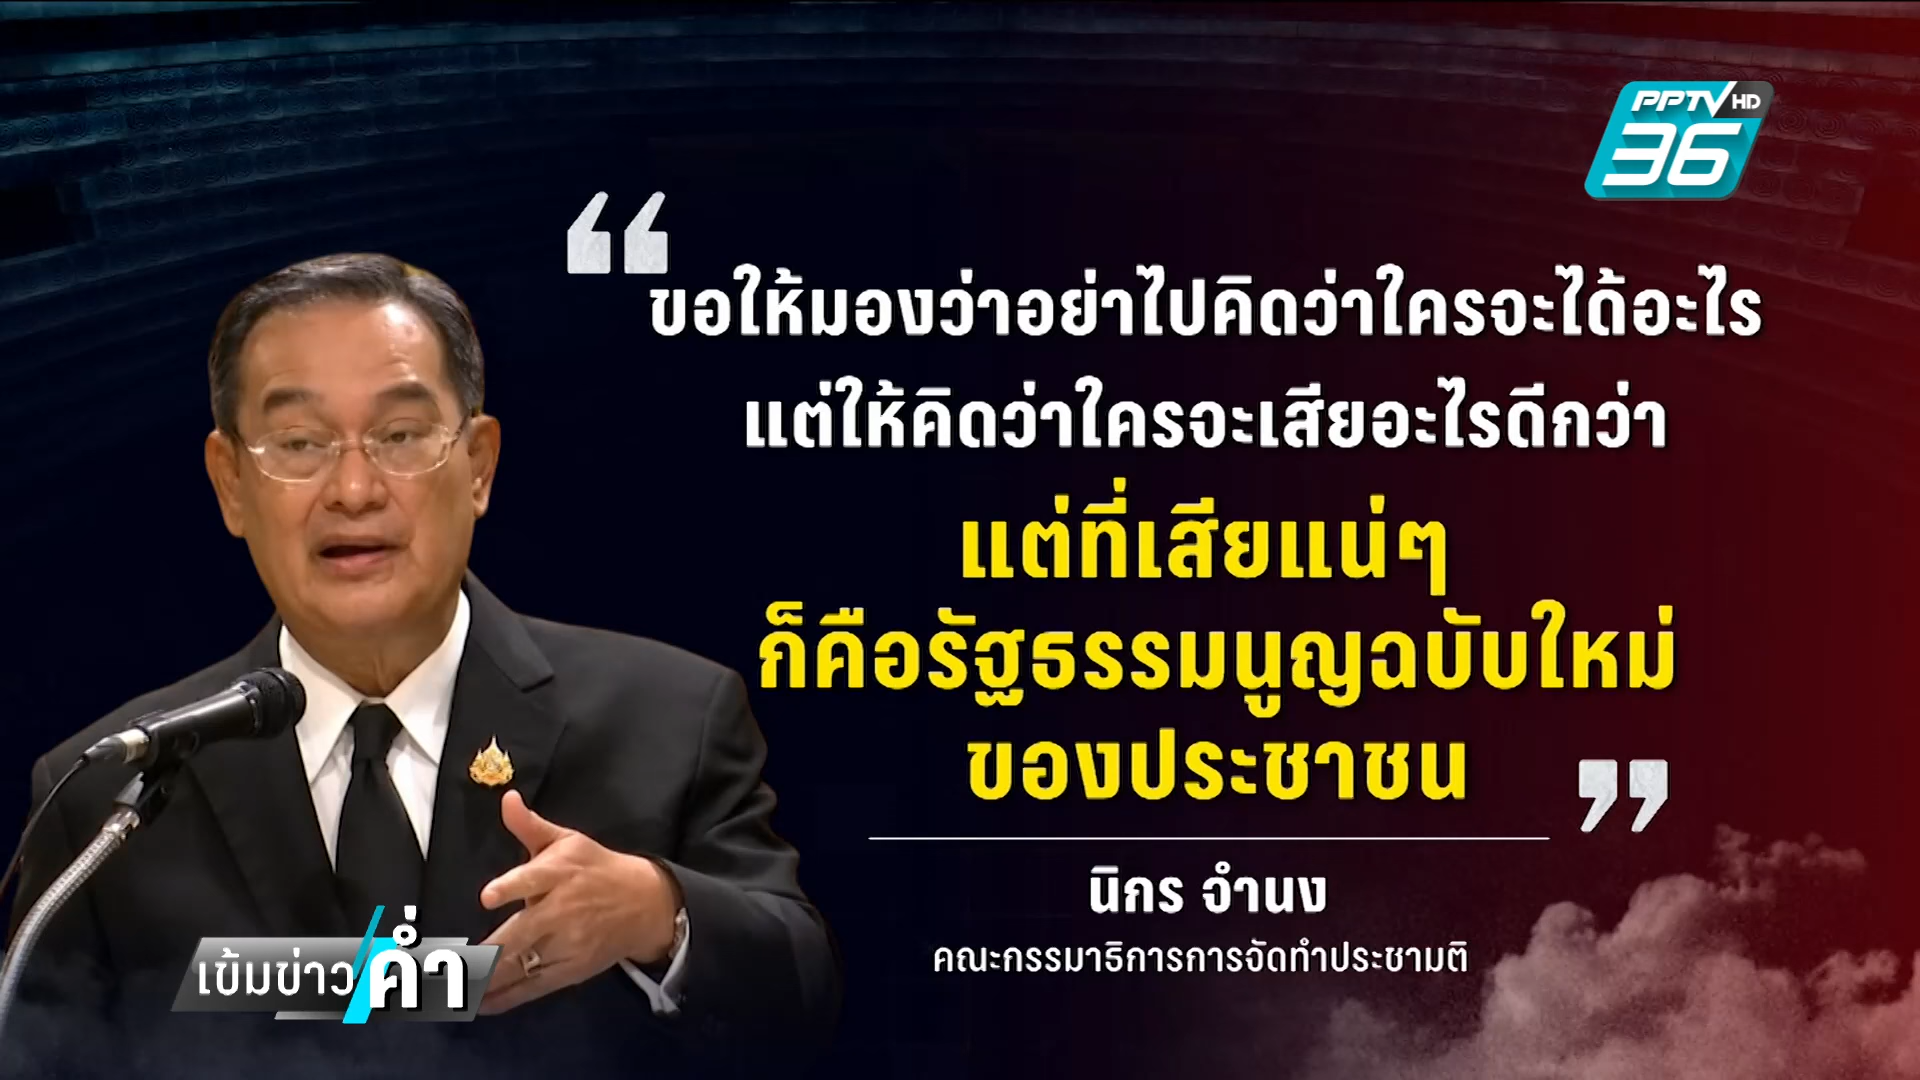 PPTV HD
36
“ขอให้มองว่าอย่าไปคิดว่าใครจะได้อะไร
แต่ให้คิดว่าใครจะเสียอะไรดีกว่า
แต่ที่เสียแน่ๆ
ก็คือรัฐธรรมนูญฉบับใหม่
ของประชาชน”
นิกร จำนง
คณะกรรมาธิการการจัดทำประชามติ
เข้มข่าวค่ำ